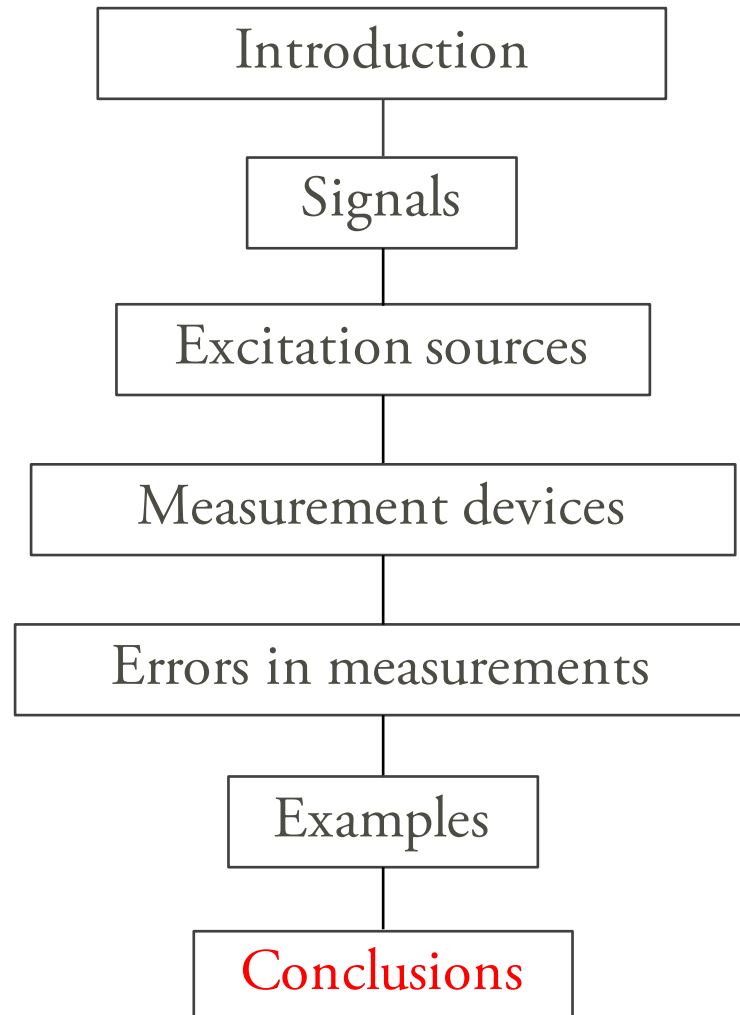 Introduction
Signals
Excitation sources
Measurement devices
Errors in measurements
Examples
Conclusions